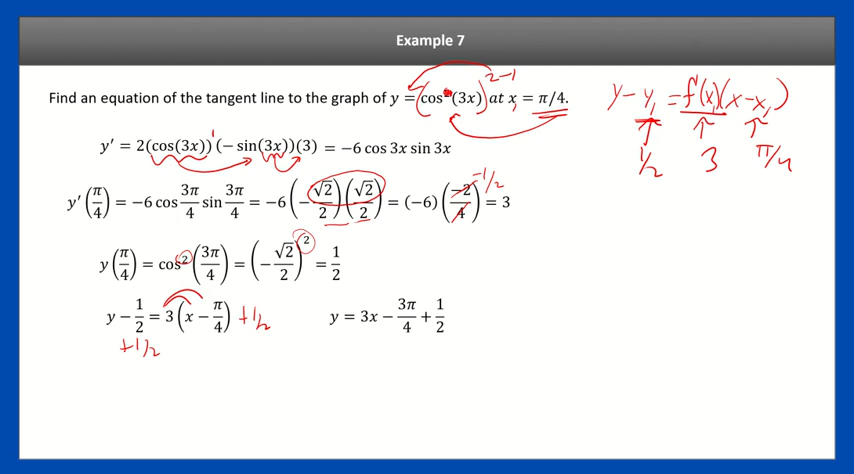 Example 7
Find an equation of the tangent line to the graph of y = (cos² (3x))²⁻¹ at x₁ = π/4.
y − y₁ = f'(x₁)(x − x₁)
1/2 3 π/4
y′ = 2(cos(3x))¹(− sin(3x))(3) = −6 cos 3x sin 3x
y′(π/4) = −6 cos 3π/4 sin 3π/4 = −6 (−√2/2)(√2/2) = (−6)(−2/4) = 3
−1/2
y(π/4) = cos² (3π/4) = (−√2/2)² = 1/2
y − 1/2 = 3 (x − π/4) +1/2 y = 3x − 3π/4 + 1/2
+1/2